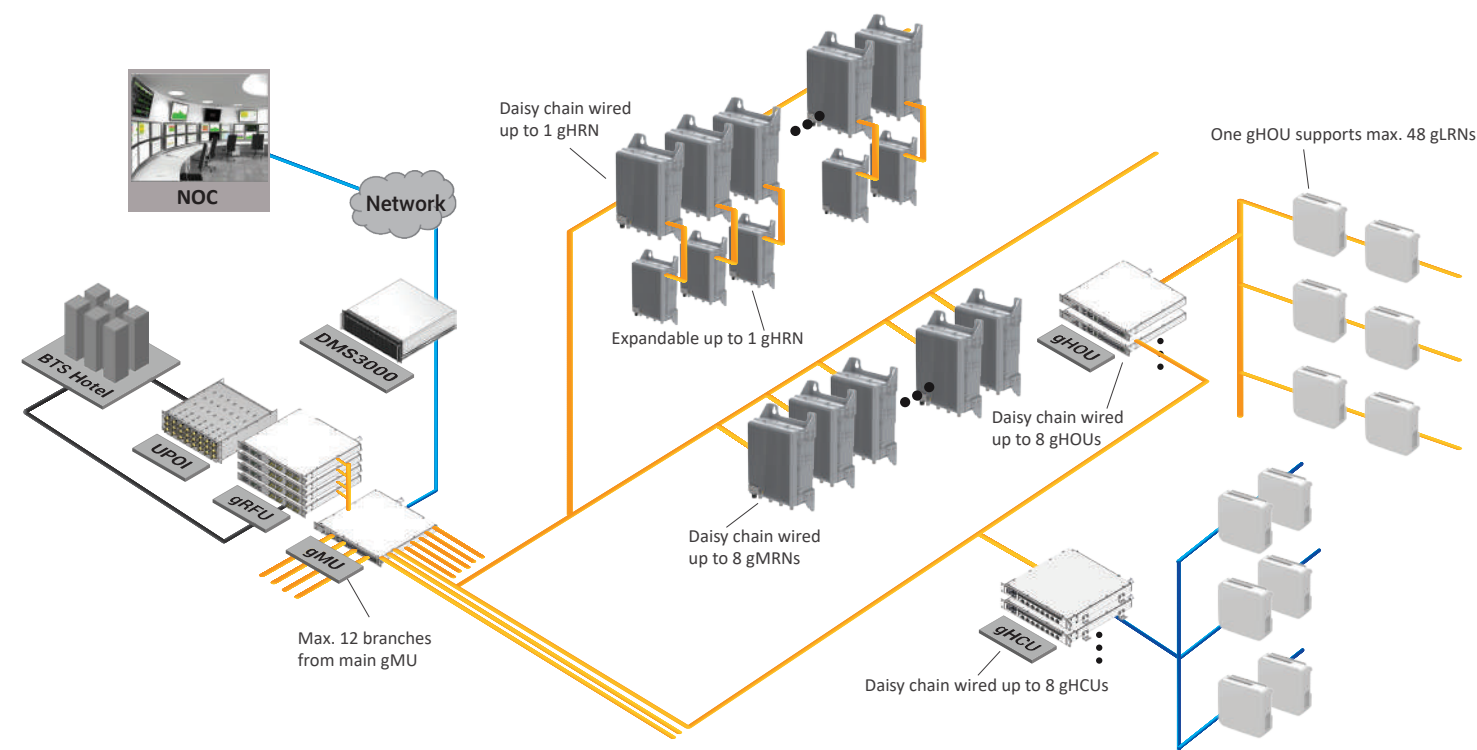 Daisy chain wired
up to 1 gHRN
One gHOU supports max. 48 gLRNs
NOC
Network
Expandable up to 1 gHRN
DMS3000
gHOU
BTS Hotel
Daisy chain wired
up to 8 gHOUs
UPOI
gRFU
Daisy chain wired
up to 8 gMRNs
gMU
Max. 12 branches
from main gMU
gHCU
Daisy chain wired up to 8 gHCUs